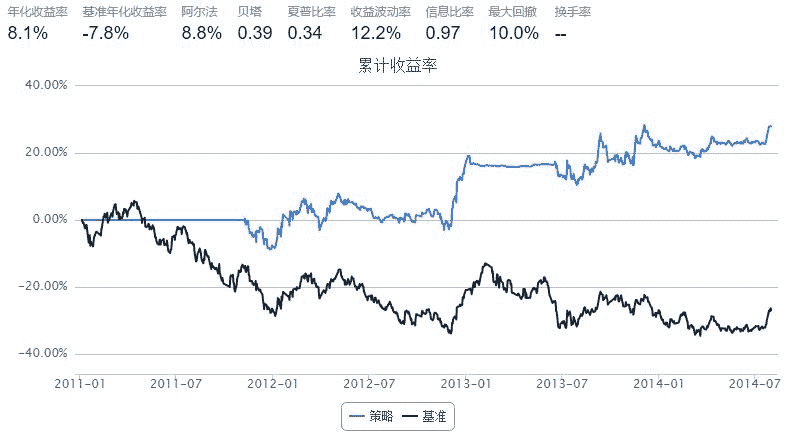 年化收益率 基准年化收益率 阿尔法 贝塔 夏普比率 收益波动率 信息比率 最大回撤 换手率
8.1% -7.8% 8.8% 0.39 0.34 12.2% 0.97 10.0% --
累计收益率
40.00%
20.00%
0.00%
-20.00%
-40.00%
2011-01 2011-07 2012-01 2012-07 2013-01 2013-07 2014-01 2014-07
策略 基准